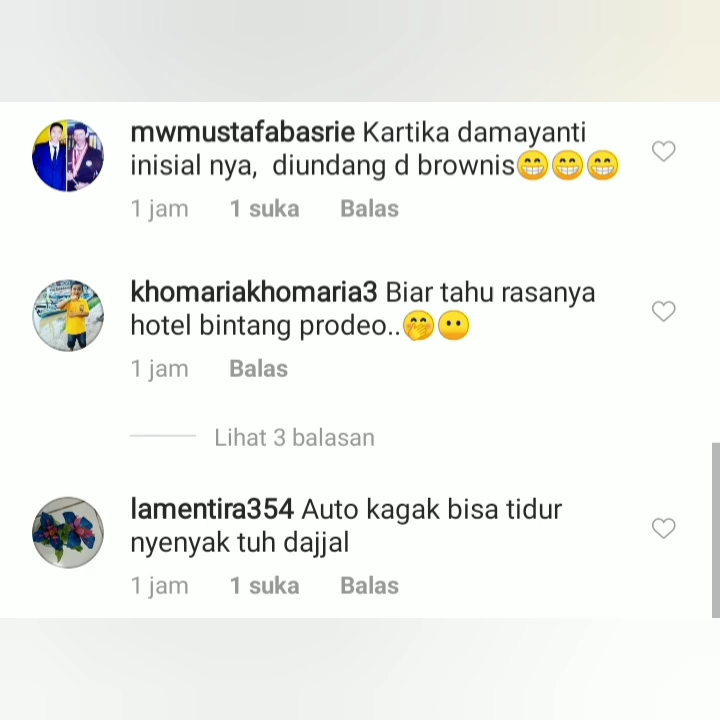 mwmustafabasrie Kartika damayanti
inisial nya, diundang d brownis😁😁😁
1 jam 1 suka Balas
khomariakhomaria3 Biar tahu rasanya
hotel bintang prodeo..🤭😶
1 jam Balas
Lihat 3 balasan
lamentira354 Auto kagak bisa tidur
nyenyak tuh dajjal
1 jam 1 suka Balas